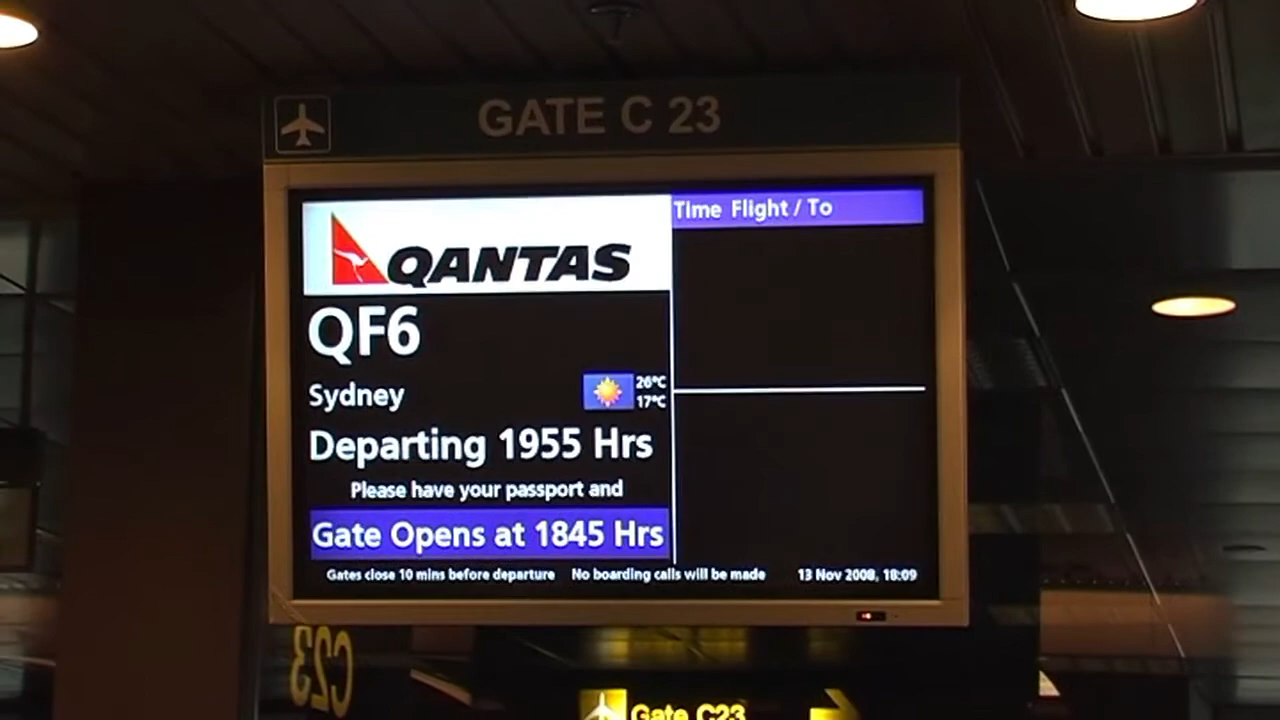 GATE C 23
QANTAS
Time Flight / To
QF6
Sydney
26°C
17°C
Departing 1955 Hrs
Please have your passport and
Gate Opens at 1845 Hrs
Gates close 10 mins before departure No boarding calls will be made 13 Nov 2008, 18:09
C23
Gate C23